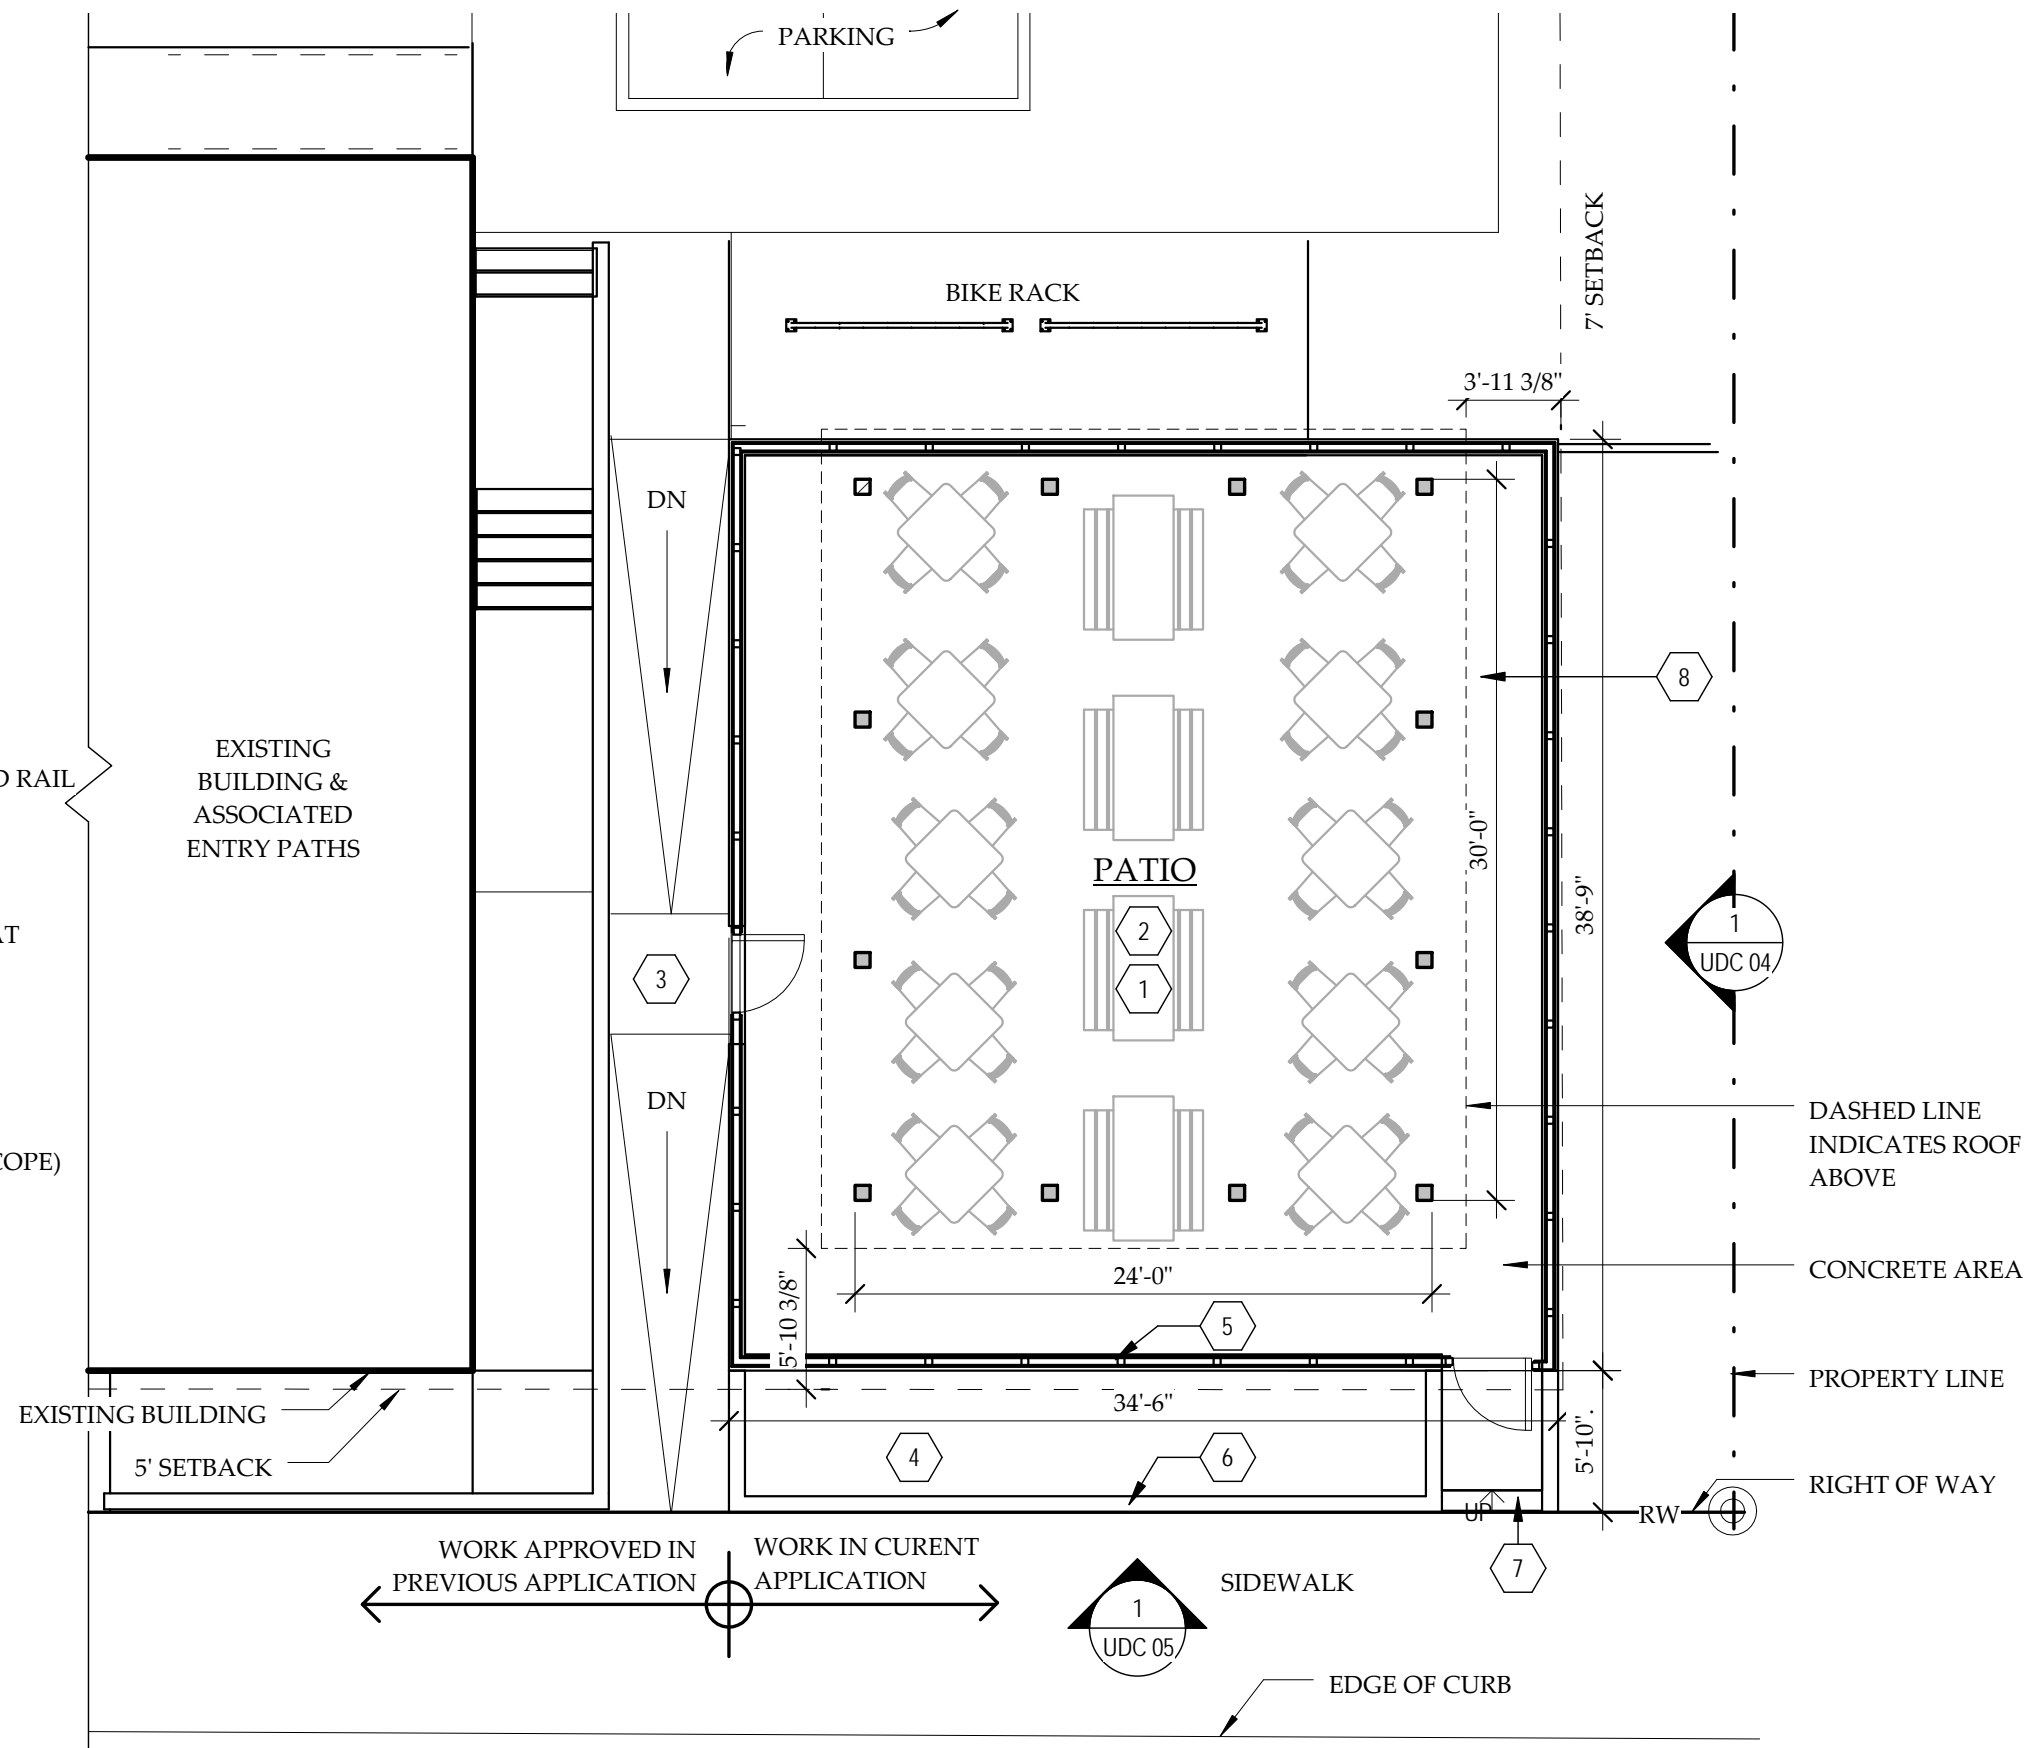 PARKING
BIKE RACK
7' SETBACK
3'-11 3/8"
DN
8
EXISTING
BUILDING &
ASSOCIATED
ENTRY PATHS
RAIL
30'-0"
38'-9"
PATIO
2
1
3
1
UDC 04
DN
DASHED LINE
INDICATES ROOF
ABOVE
24'-0"
5'-10 3/8"
CONCRETE AREA
5
PROPERTY LINE
34'-6"
EXISTING BUILDING
5' SETBACK
4
6
5'-10".
RIGHT OF WAY
UP
RW
7
WORK APPROVED IN
PREVIOUS APPLICATION
WORK IN CURENT
APPLICATION
SIDEWALK
1
UDC 05
EDGE OF CURB